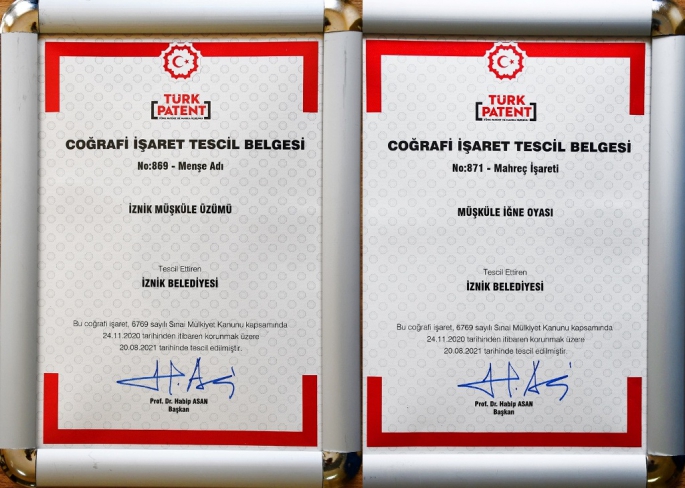 TÜRK
PATENT
COĞRAFİ İŞARET TESCİL BELGESİ
No:869 - Menşe Adı
İZNİK MÜŞKÜLE ÜZÜMÜ
Tescil Ettiren
İZNİK BELEDİYESİ
Bu coğrafi işaret, 6769 sayılı Sınai Mülkiyet Kanunu kapsamında
24.11.2020 tarihinden itibaren korunmak üzere
20.08.2021 tarihinde tescil edilmiştir.
Prof. Dr. Habip ASAN
Başkan
TÜRK
PATENT
COĞRAFİ İŞARET TESCİL BELGESİ
No:871 - Mahreç İşareti
MÜŞKÜLE İĞNE OYASI
Tescil Ettiren
İZNİK BELEDİYESİ
Bu coğrafi işaret, 6769 sayılı Sınai Mülkiyet Kanunu kapsamında
24.11.2020 tarihinden itibaren korunmak üzere
20.08.2021 tarihinde tescil edilmiştir.
Prof. Dr. Habip ASAN
Başkan